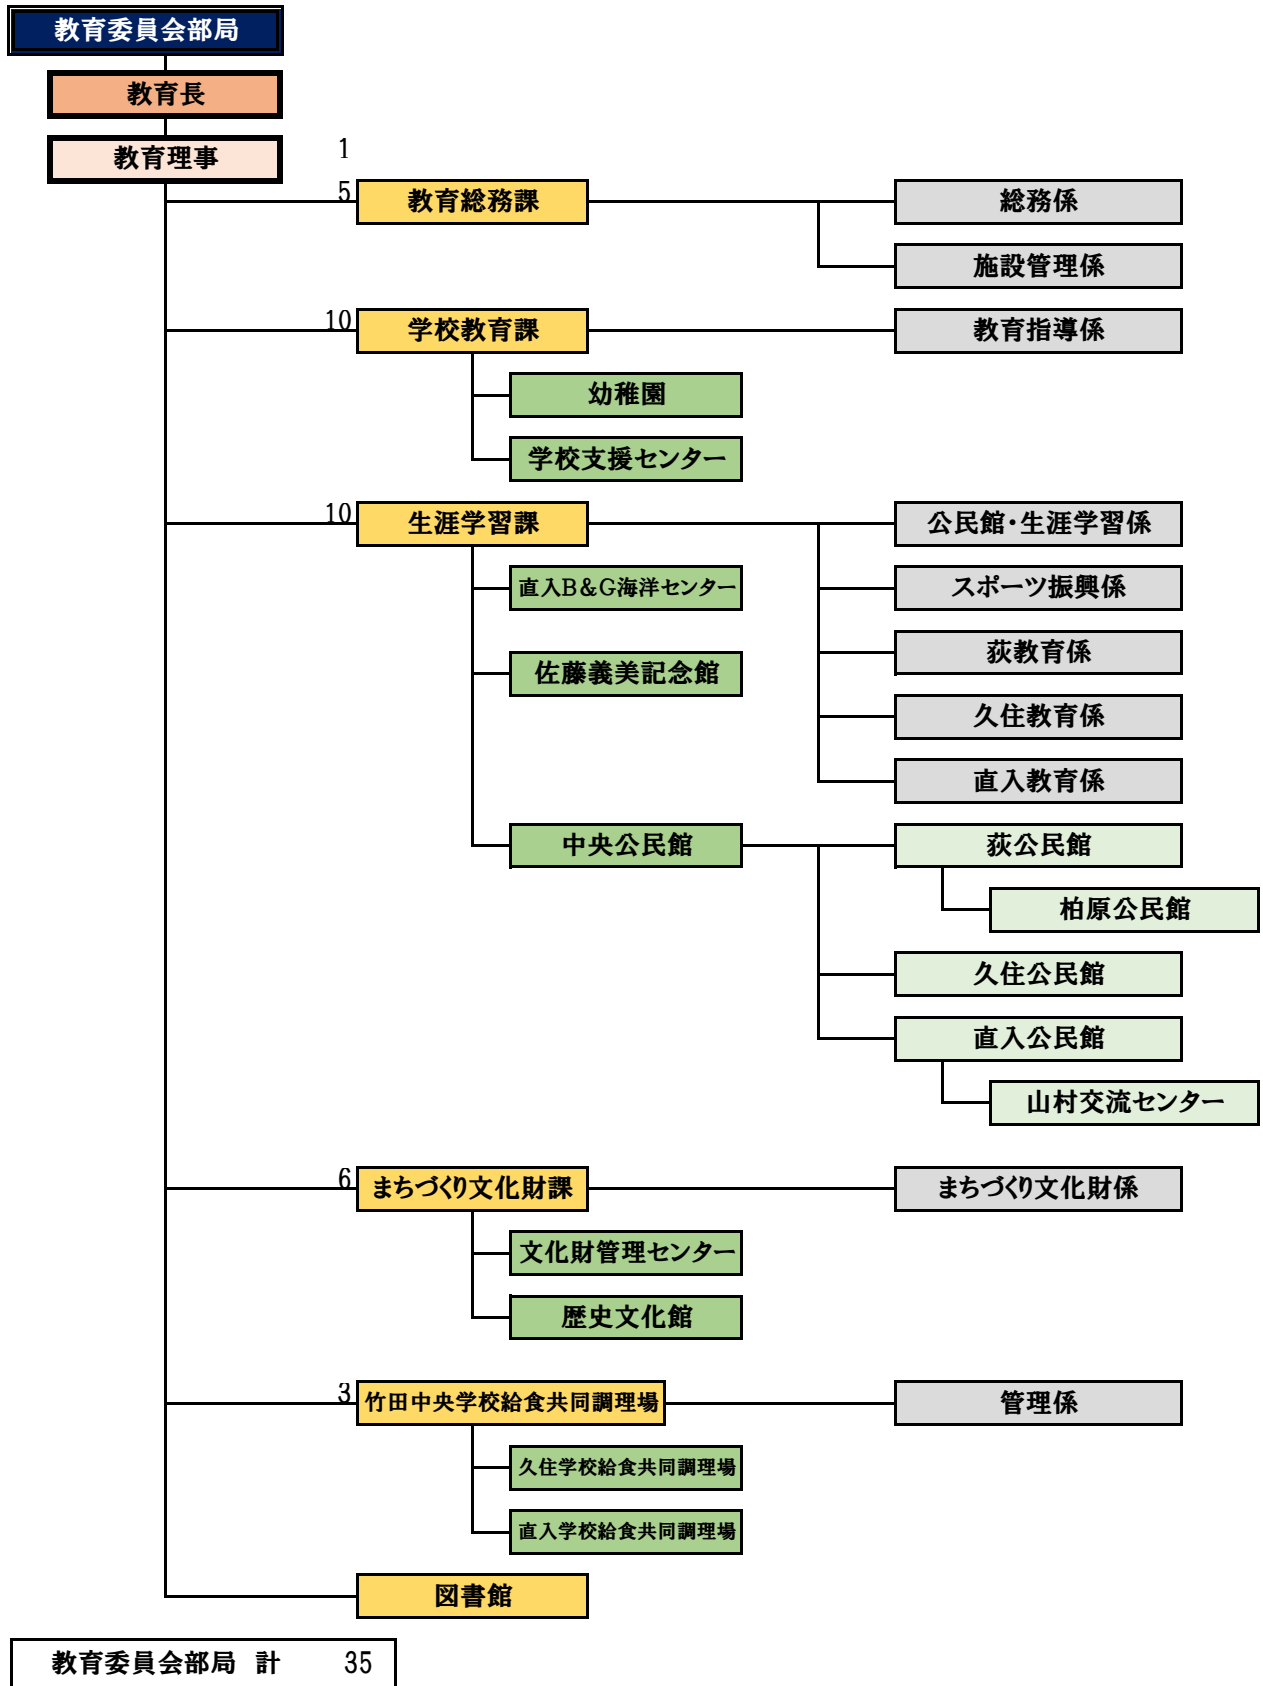 教育委員会部局
教育長
教育理事 1
5 教育総務課 総務係
施設管理係
10 学校教育課 教育指導係
幼稚園
学校支援センター
10 生涯学習課 公民館・生涯学習係
直入B&G海洋センター スポーツ振興係
荻教育係
佐藤義美記念館
久住教育係
直入教育係
中央公民館 荻公民館
柏原公民館
久住公民館
直入公民館
山村交流センター
6 まちづくり文化財課 まちづくり文化財係
文化財管理センター
歴史文化館
3 竹田中央学校給食共同調理場 管理係
久住学校給食共同調理場
直入学校給食共同調理場
図書館
教育委員会部局 計 35